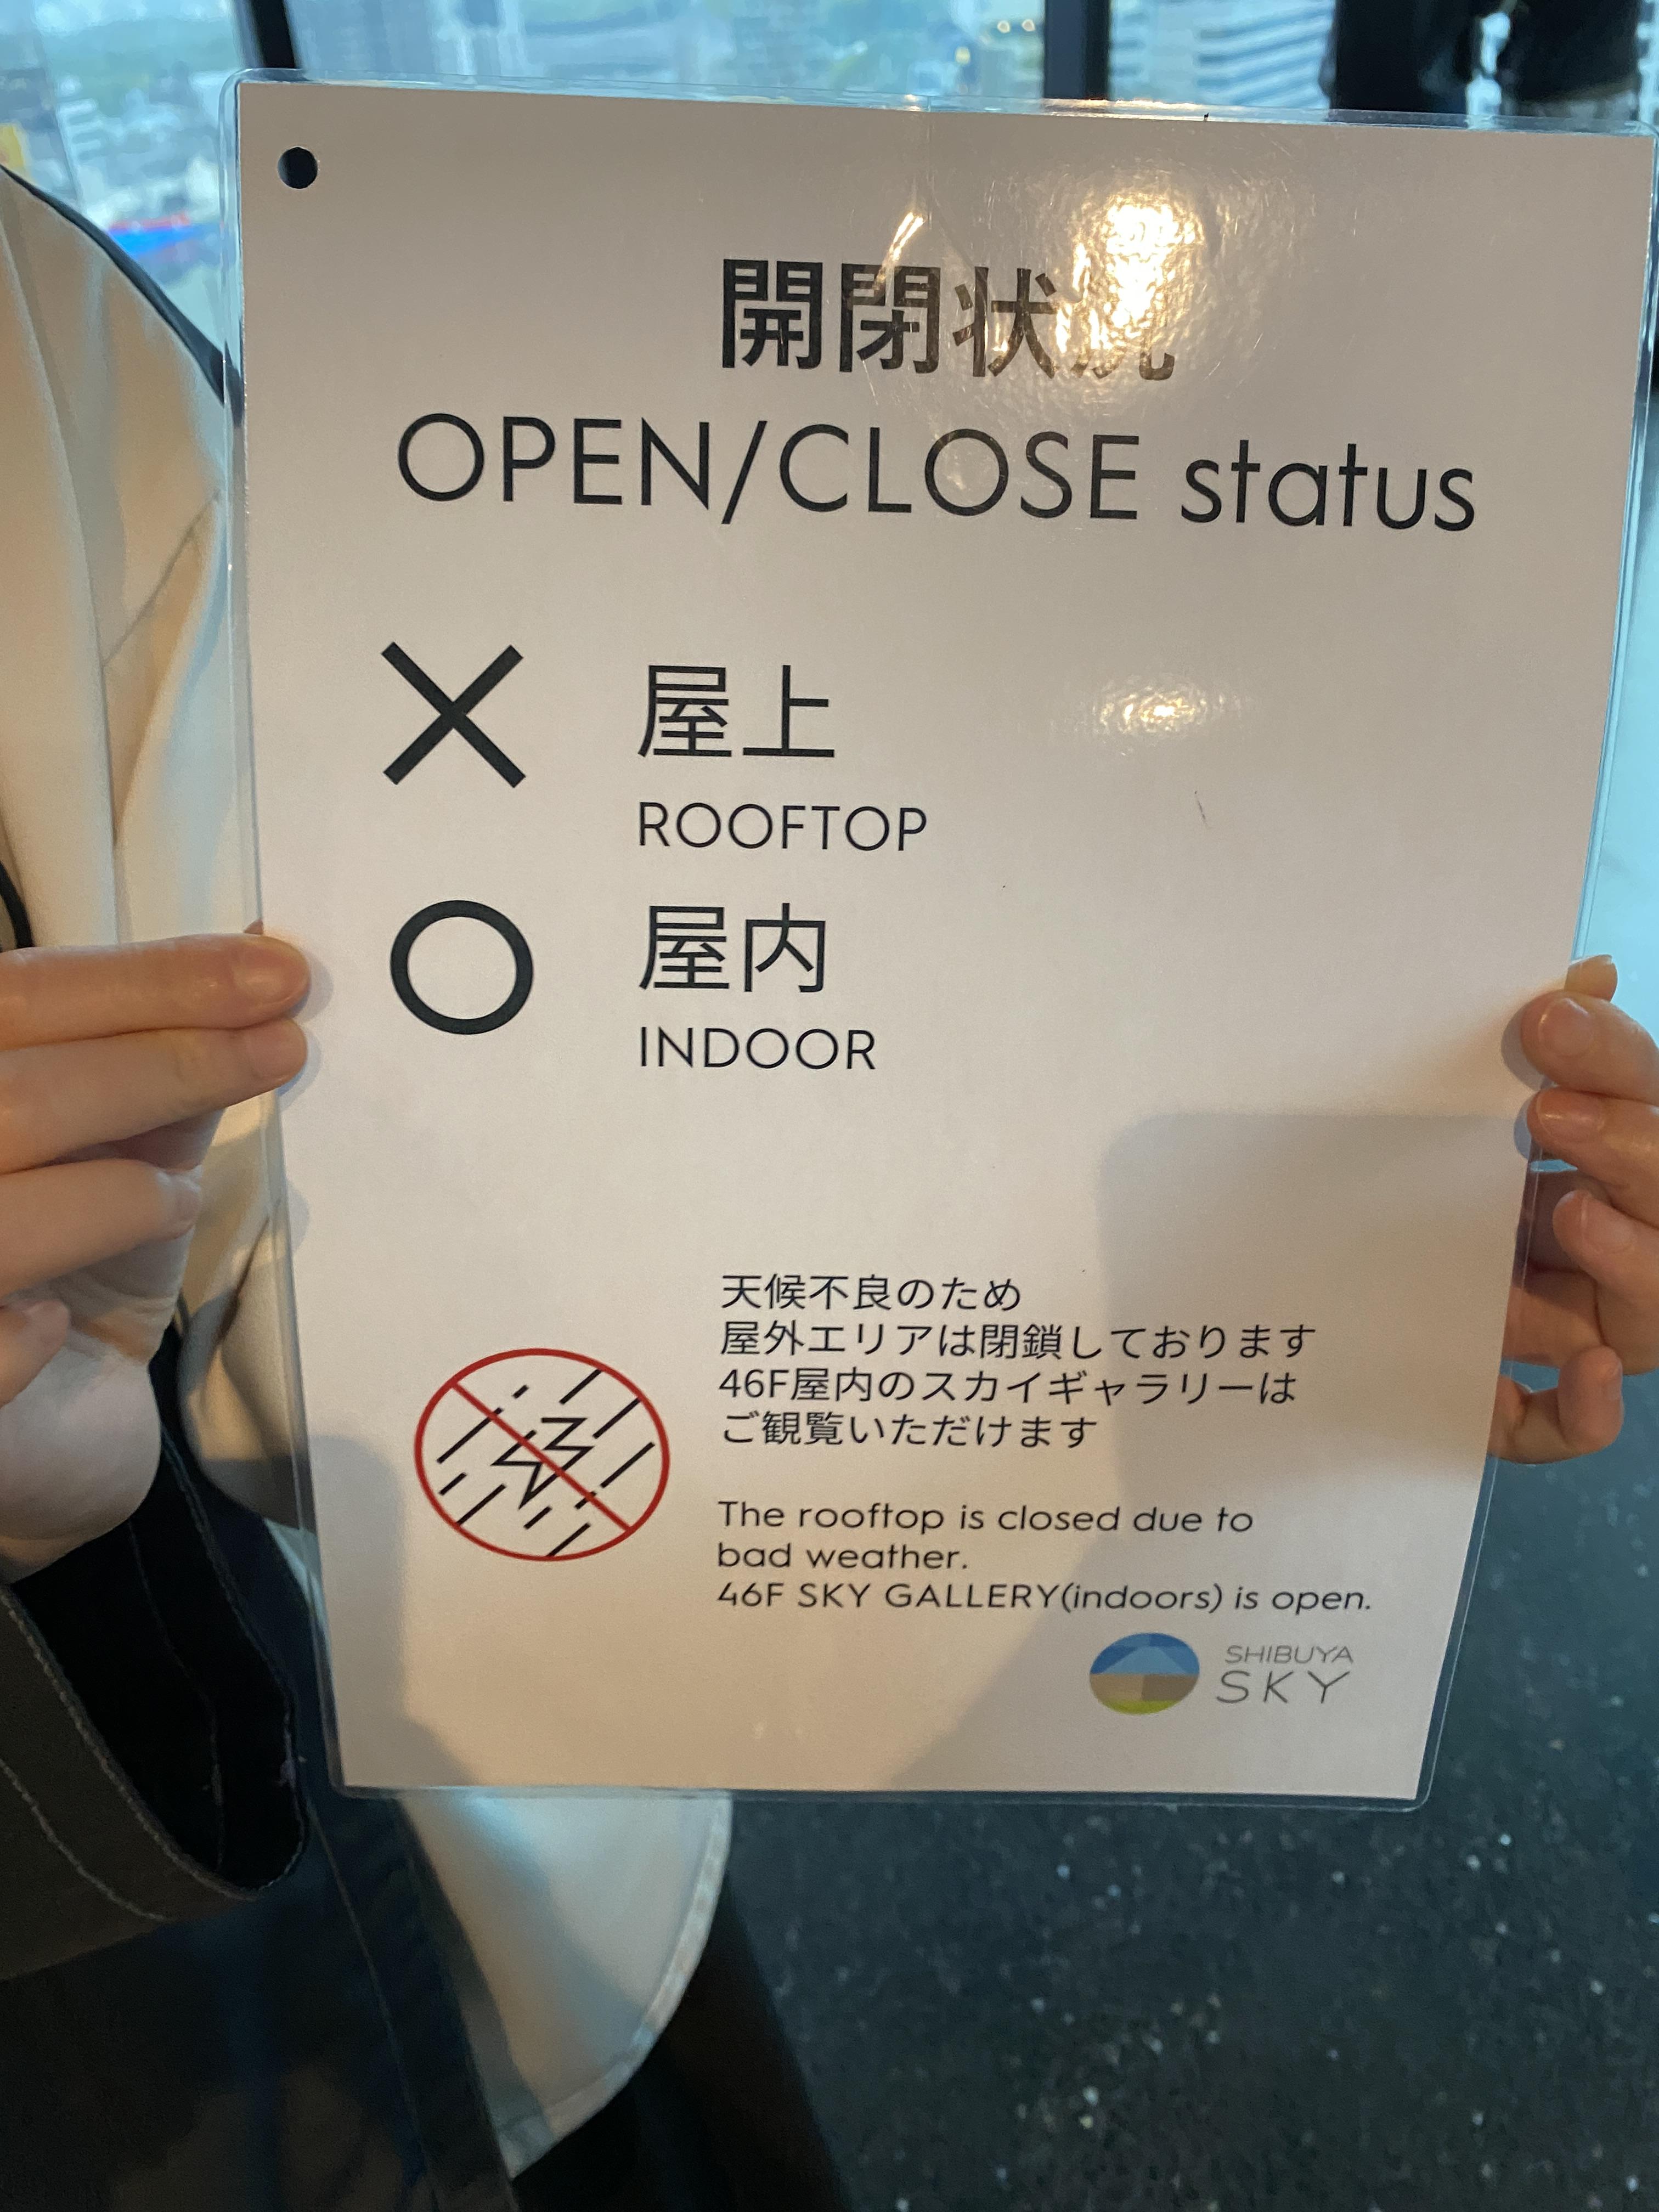 開閉状況
OPEN/CLOSE status
× 屋上
ROOFTOP
○ 屋内
INDOOR
天候不良のため
屋外エリアは閉鎖しております
46F屋内のスカイギャラリーは
ご観覧いただけます
The rooftop is closed due to
bad weather.
46F SKY GALLERY(indoors) is open.
SHIBUYA
SKY